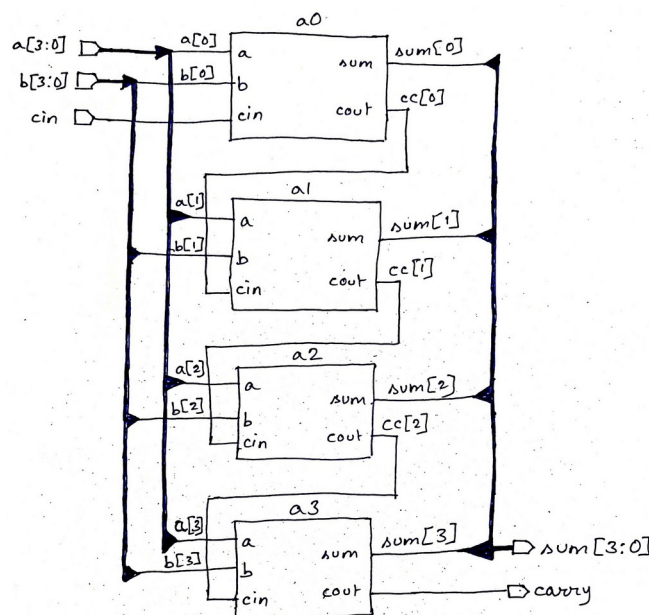 a0
a[3:0] a[0] a sum sum[0]
b[3:0] b[0] b
cin cin cout cc[0]
a1
a[1] a sum sum[1]
b[1] b
cin cout cc[1]
a2
a[2] a sum sum[2]
b[2] b
cin cout cc[2]
a3
a[3] a sum sum[3] sum[3:0]
b[3] b
cin cout carry